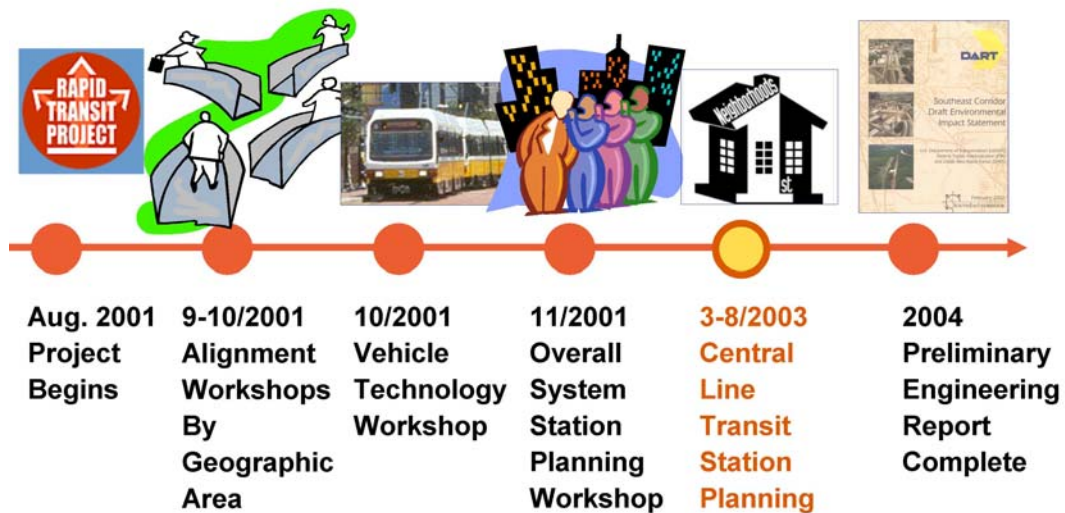 RAPID
TRANSIT
PROJECT
Neighborhoods
st
DART
Southeast Corridor
Draft Environmental
Impact Statement
Aug. 2001
Project
Begins
9-10/2001
Alignment
Workshops
By
Geographic
Area
10/2001
Vehicle
Technology
Workshop
11/2001
Overall
System
Station
Planning
Workshop
3-8/2003
Central
Line
Transit
Station
Planning
2004
Preliminary
Engineering
Report
Complete